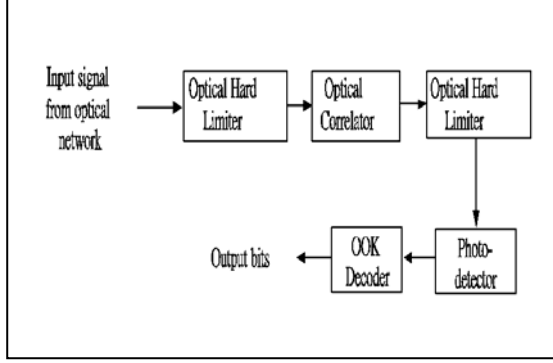 Input signal
from optical
network
Optical Hard
Limiter
Optical
Correlator
Optical Hard
Limiter
Photo-
detector
OOK
Decoder
Output bits